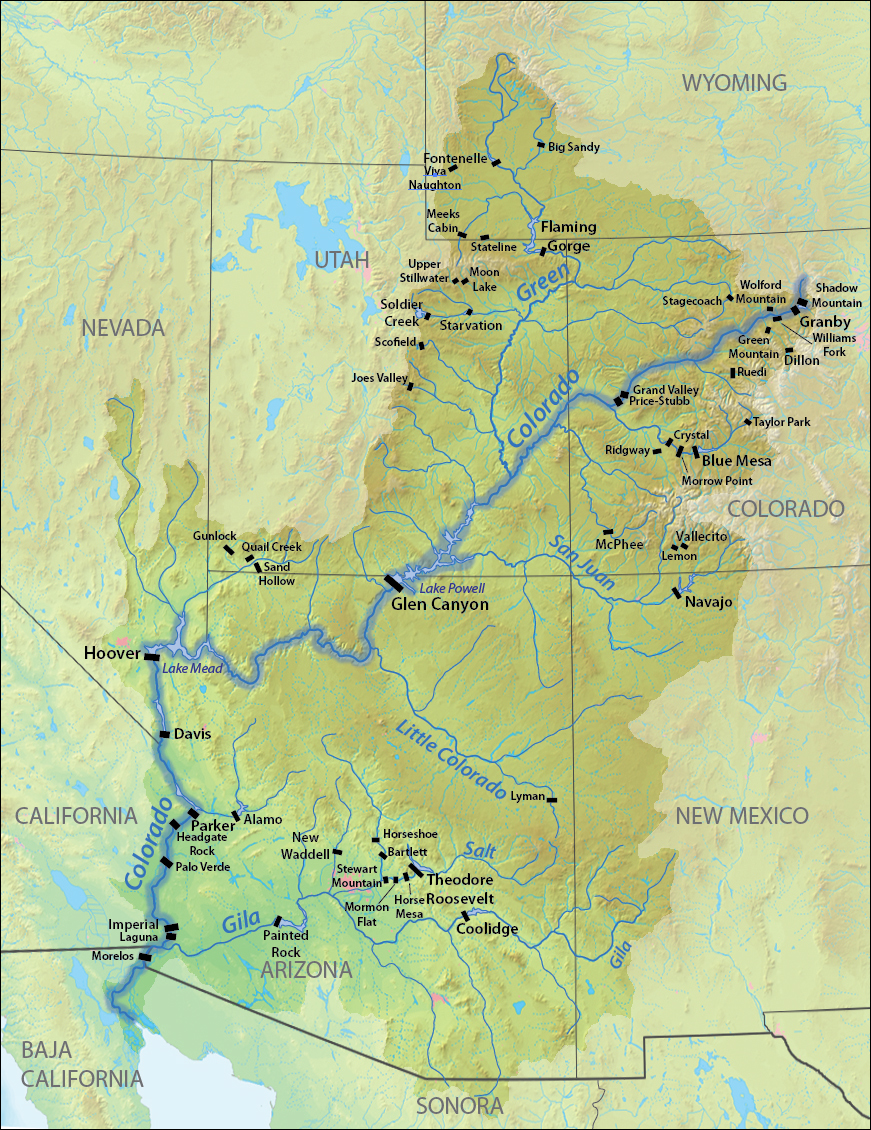 WYOMING
Big Sandy
Fontenelle
Viva
Naughton
Meeks
Cabin
Stateline
Flaming
Gorge
UTAH
Upper
Stillwater
Moon
Lake
Green
Wolford
Mountain
Shadow
Mountain
Stagecoach
Soldier
Creek
Starvation
Granby
NEVADA
Scofield
Green
Mountain
Williams
Fork
Dillon
Joes Valley
Ruedi
Grand Valley
Price-Stubb
Colorado
Taylor Park
Crystal
Ridgway
Blue Mesa
Morrow Point
COLORADO
Gunlock
Quail Creek
Sand
Hollow
McPhee
Vallecito
Lemon
San Juan
Lake Powell
Glen Canyon
Navajo
Hoover
Lake Mead
Davis
Little Colorado
Lyman
CALIFORNIA
Colorado
Parker
Alamo
Headgate
Rock
Palo Verde
NEW MEXICO
New
Waddell
Horseshoe
Bartlett
Salt
Stewart
Mountain
Theodore
Roosevelt
Mormon
Flat
Horse
Mesa
Coolidge
Imperial
Laguna
Gila
Painted
Rock
Gila
Morelos
ARIZONA
BAJA
CALIFORNIA
SONORA